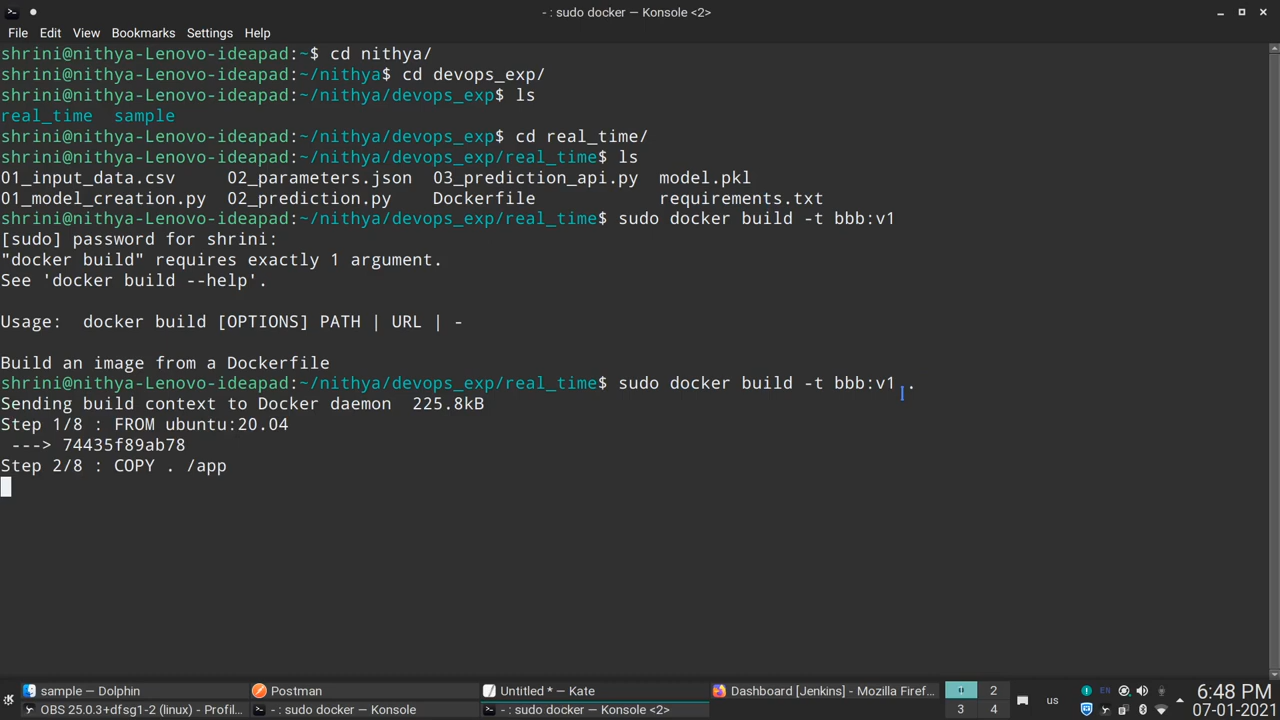 - : sudo docker — Konsole <2>
File Edit View Bookmarks Settings Help
shrini@nithya-Lenovo-ideapad:~$ cd nithya/
shrini@nithya-Lenovo-ideapad:~/nithya$ cd devops_exp/
shrini@nithya-Lenovo-ideapad:~/nithya/devops_exp$ ls
real_time  sample
shrini@nithya-Lenovo-ideapad:~/nithya/devops_exp$ cd real_time/
shrini@nithya-Lenovo-ideapad:~/nithya/devops_exp/real_time$ ls
01_input_data.csv     02_parameters.json  03_prediction_api.py  model.pkl
01_model_creation.py  02_prediction.py    Dockerfile            requirements.txt
shrini@nithya-Lenovo-ideapad:~/nithya/devops_exp/real_time$ sudo docker build -t bbb:v1
[sudo] password for shrini:
"docker build" requires exactly 1 argument.
See 'docker build --help'.
Usage:  docker build [OPTIONS] PATH | URL | -
Build an image from a Dockerfile
shrini@nithya-Lenovo-ideapad:~/nithya/devops_exp/real_time$ sudo docker build -t bbb:v1 .
Sending build context to Docker daemon  225.8kB
Step 1/8 : FROM ubuntu:20.04
 ---> 74435f89ab78
Step 2/8 : COPY . /app
sample — Dolphin Postman Untitled * — Kate Dashboard [Jenkins] - Mozilla Firef... 2 us EN 6:48 PM
OBS 25.0.3+dfsg1-2 (linux) - Profil... - : sudo docker — Konsole - : sudo docker — Konsole <2> 3 4 07-01-2021